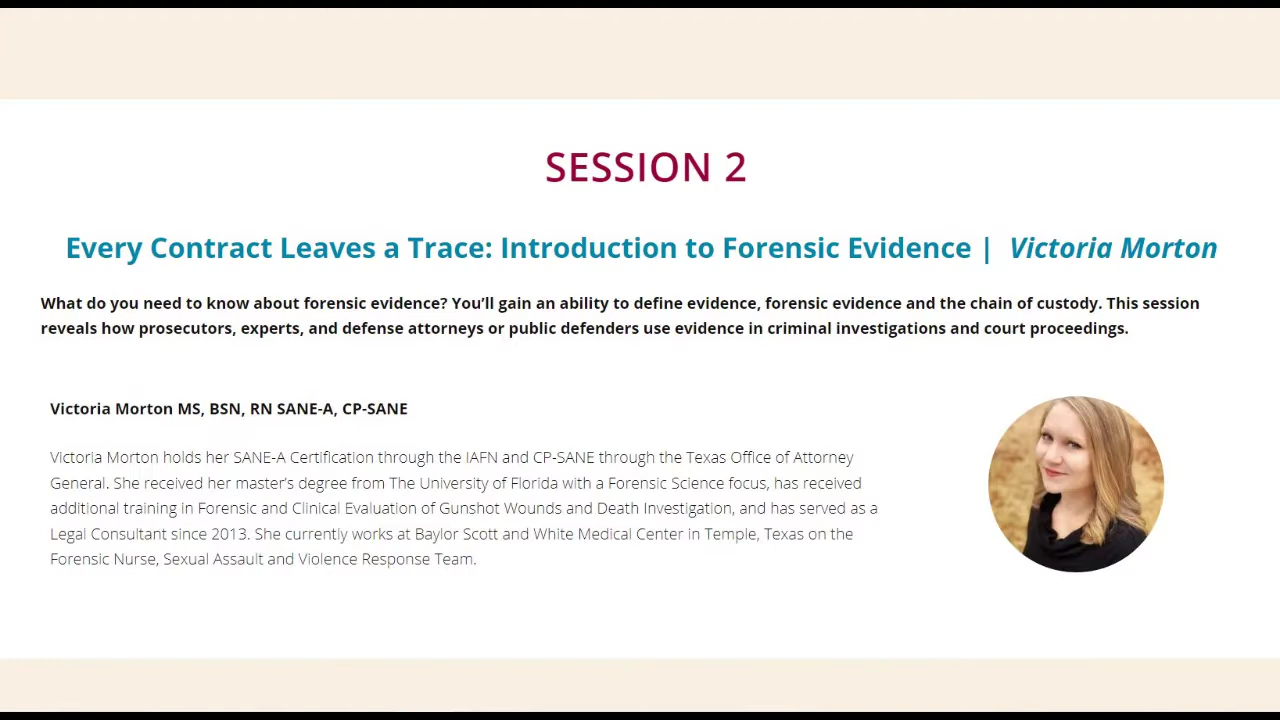 SESSION 2
Every Contract Leaves a Trace: Introduction to Forensic Evidence | Victoria Morton
What do you need to know about forensic evidence? You’ll gain an ability to define evidence, forensic evidence and the chain of custody. This session
reveals how prosecutors, experts, and defense attorneys or public defenders use evidence in criminal investigations and court proceedings.
Victoria Morton MS, BSN, RN SANE-A, CP-SANE
Victoria Morton holds her SANE-A Certification through the IAFN and CP-SANE through the Texas Office of Attorney
General. She received her master’s degree from The University of Florida with a Forensic Science focus, has received
additional training in Forensic and Clinical Evaluation of Gunshot Wounds and Death Investigation, and has served as a
Legal Consultant since 2013. She currently works at Baylor Scott and White Medical Center in Temple, Texas on the
Forensic Nurse, Sexual Assault and Violence Response Team.